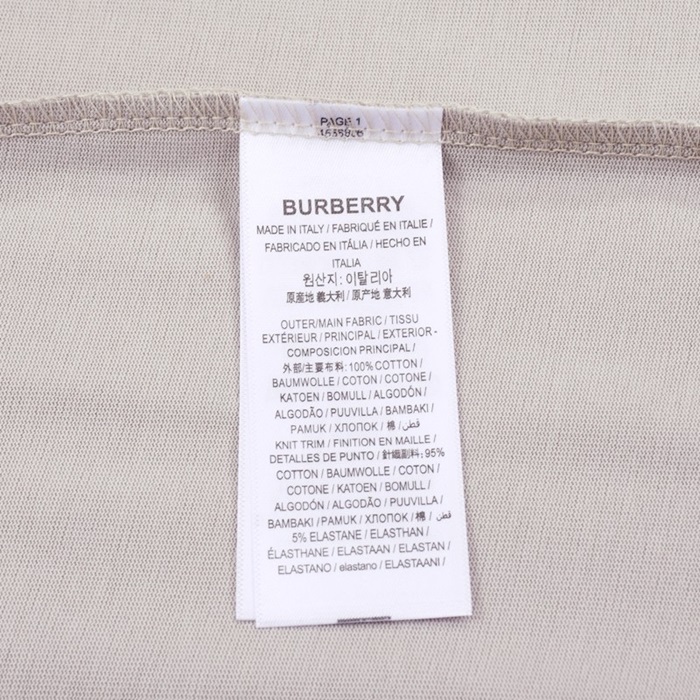 PAGE 1
BURBERRY
MADE IN ITALY / FABRIQUÉ EN ITALIE /
FABRICADO EN ITÁLIA / HECHO EN
ITALIA
원산지: 이탈리아
原産地 義大利 / 原产地 意大利
OUTER/MAIN FABRIC / TISSU
EXTÉRIEUR / PRINCIPAL / EXTERIOR -
COMPOSICION PRINCIPAL /
外部/主要布料: 100% COTTON /
BAUMWOLLE / COTON / COTONE /
KATOEN / BOMULL / ALGODÓN /
ALGODÃO / PUUVILLA / BAMBAKI /
PAMUK / ХЛОПОК / 棉 / قطن
KNIT TRIM / FINITION EN MAILLE /
DETALLES DE PUNTO / 針織副料: 95%
COTTON / BAUMWOLLE / COTON /
COTONE / KATOEN / BOMULL /
ALGODÓN / ALGODÃO / PUUVILLA /
BAMBAKI / PAMUK / ХЛОПОК / 棉 / قطن
5% ELASTANE / ELASTHAN /
ÉLASTHANE / ELASTAAN / ELASTAN /
ELASTANO / elastano / ELASTAANI /